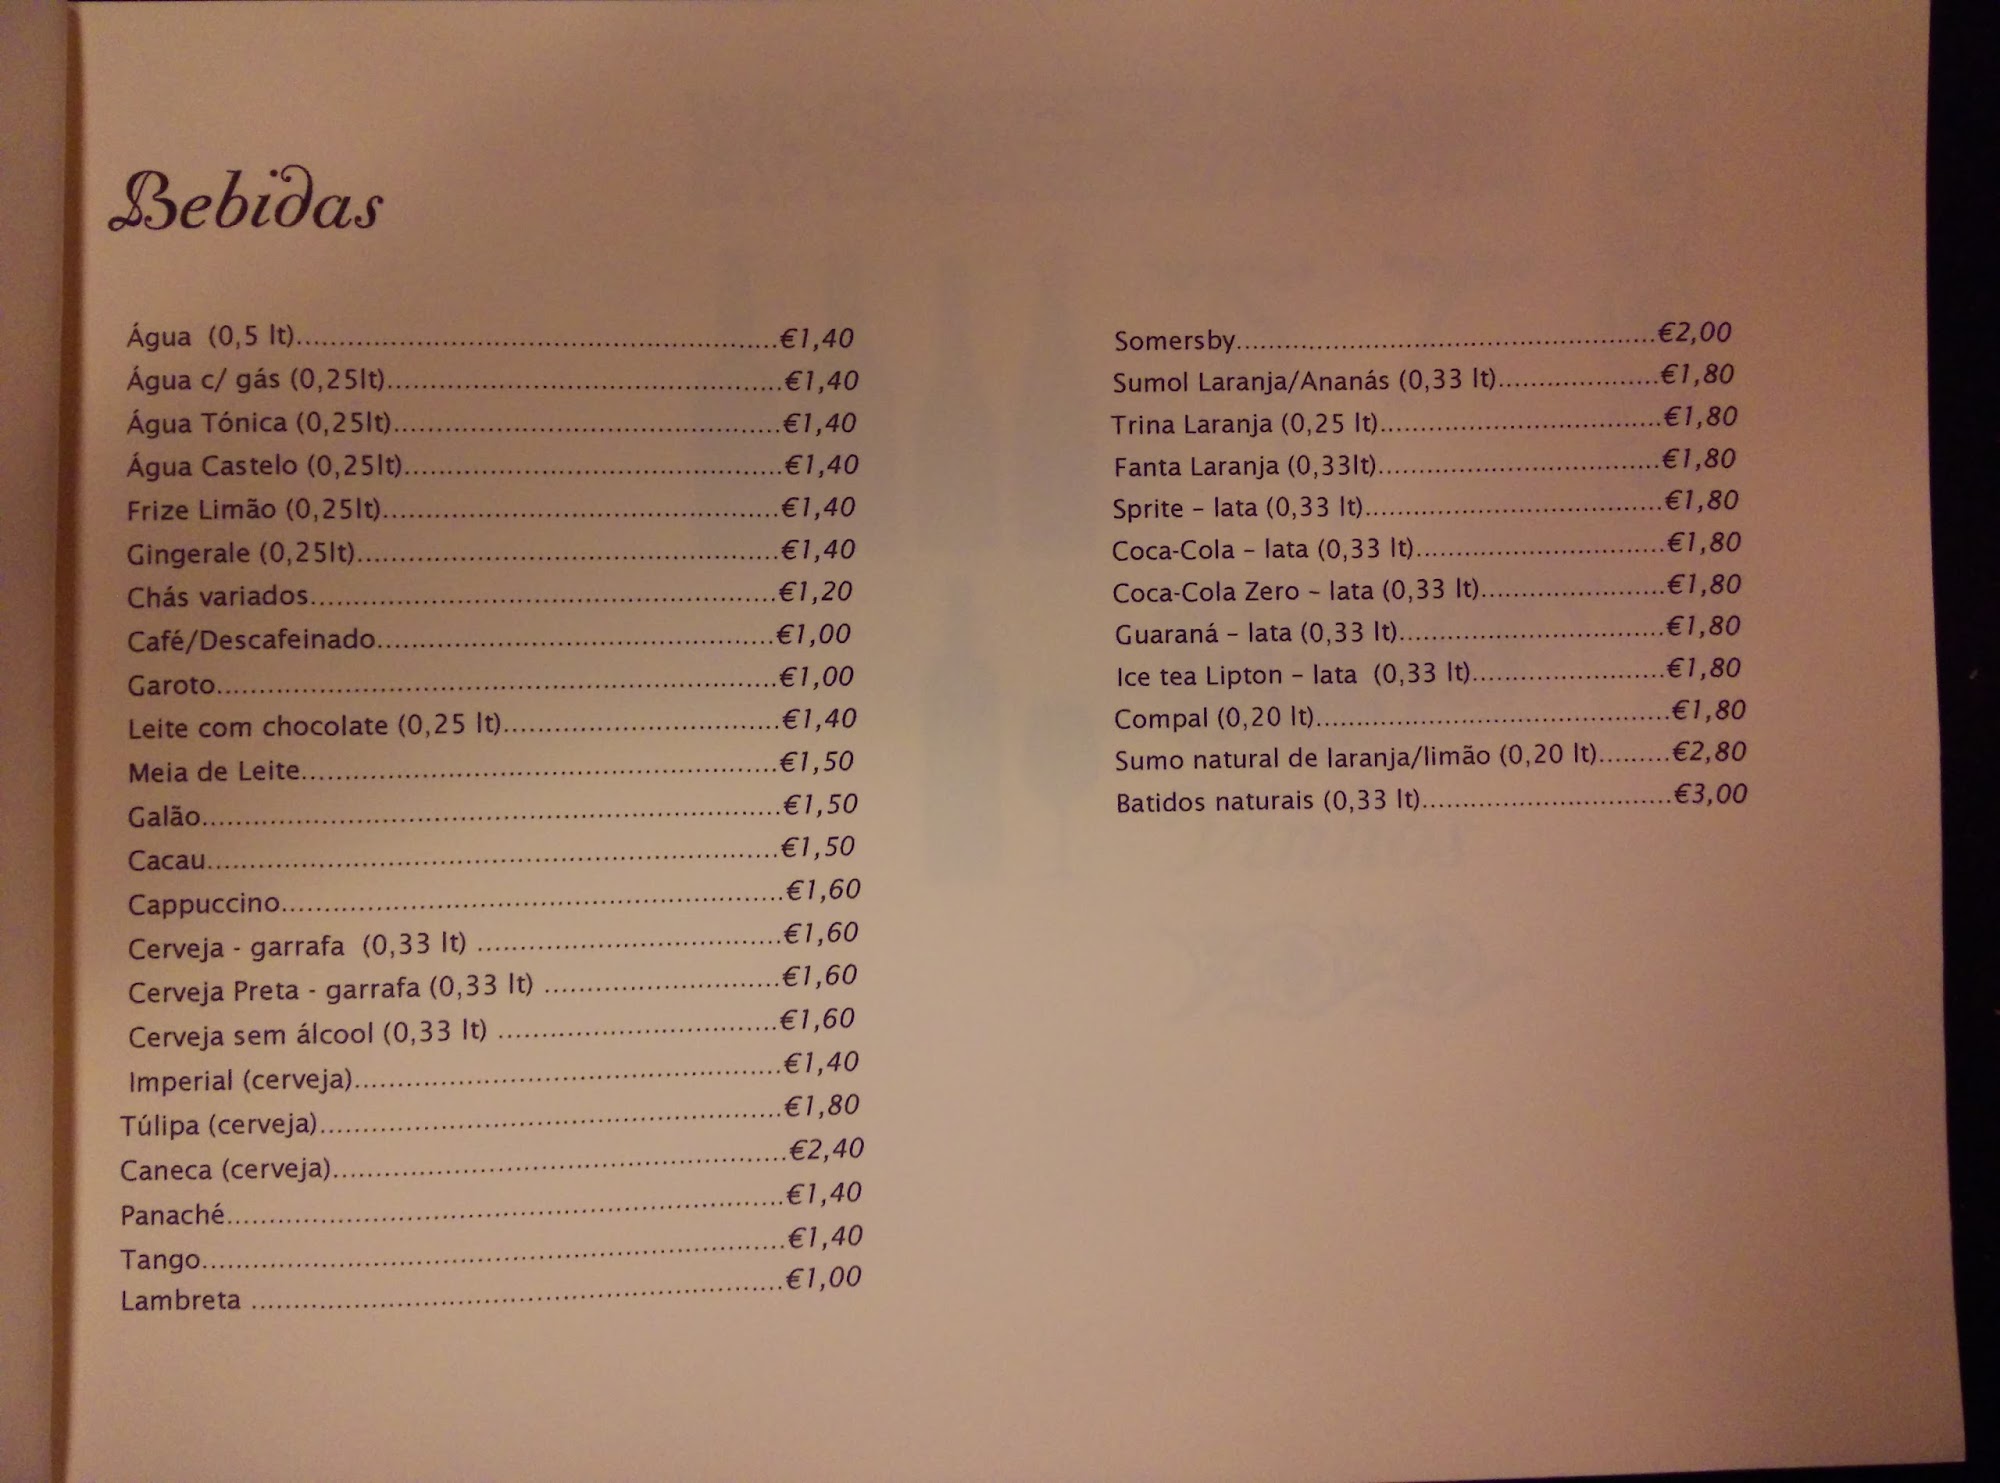 Bebidas
Água (0,5 lt)..................................................€1,40
Água c/ gás (0,25lt)..................................................€1,40
Água Tónica (0,25lt)..................................................€1,40
Água Castelo (0,25lt)..................................................€1,40
Frize Limão (0,25lt)..................................................€1,40
Gingerale (0,25lt)..................................................€1,40
Chás variados..................................................€1,20
Café/Descafeinado..................................................€1,00
Garoto..................................................€1,00
Leite com chocolate (0,25 lt)..................................................€1,40
Meia de Leite..................................................€1,50
Galão..................................................€1,50
Cacau..................................................€1,50
Cappuccino..................................................€1,60
Cerveja - garrafa (0,33 lt) ..................................................€1,60
Cerveja Preta - garrafa (0,33 lt) ..................................................€1,60
Cerveja sem álcool (0,33 lt) ..................................................€1,60
Imperial (cerveja)..................................................€1,40
Túlipa (cerveja)..................................................€1,80
Caneca (cerveja)..................................................€2,40
Panaché..................................................€1,40
Tango..................................................€1,40
Lambreta ..................................................€1,00
Somersby..................................................€2,00
Sumol Laranja/Ananás (0,33 lt)....................€1,80
Trina Laranja (0,25 lt)..................................€1,80
Fanta Laranja (0,33lt)..................................€1,80
Sprite – lata (0,33 lt)....................................€1,80
Coca-Cola – lata (0,33 lt)..............................€1,80
Coca-Cola Zero – lata (0,33 lt)......................€1,80
Guaraná – lata (0,33 lt)................................€1,80
Ice tea Lipton – lata (0,33 lt).......................€1,80
Compal (0,20 lt)..........................................€1,80
Sumo natural de laranja/limão (0,20 lt).........€2,80
Batidos naturais (0,33 lt)..............................€3,00